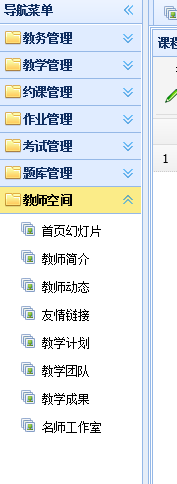 导航菜单
课程
教务管理
教学管理
约课管理
作业管理
考试管理
1
题库管理
教师空间
首页幻灯片
教师简介
教师动态
友情链接
教学计划
教学团队
教学成果
名师工作室